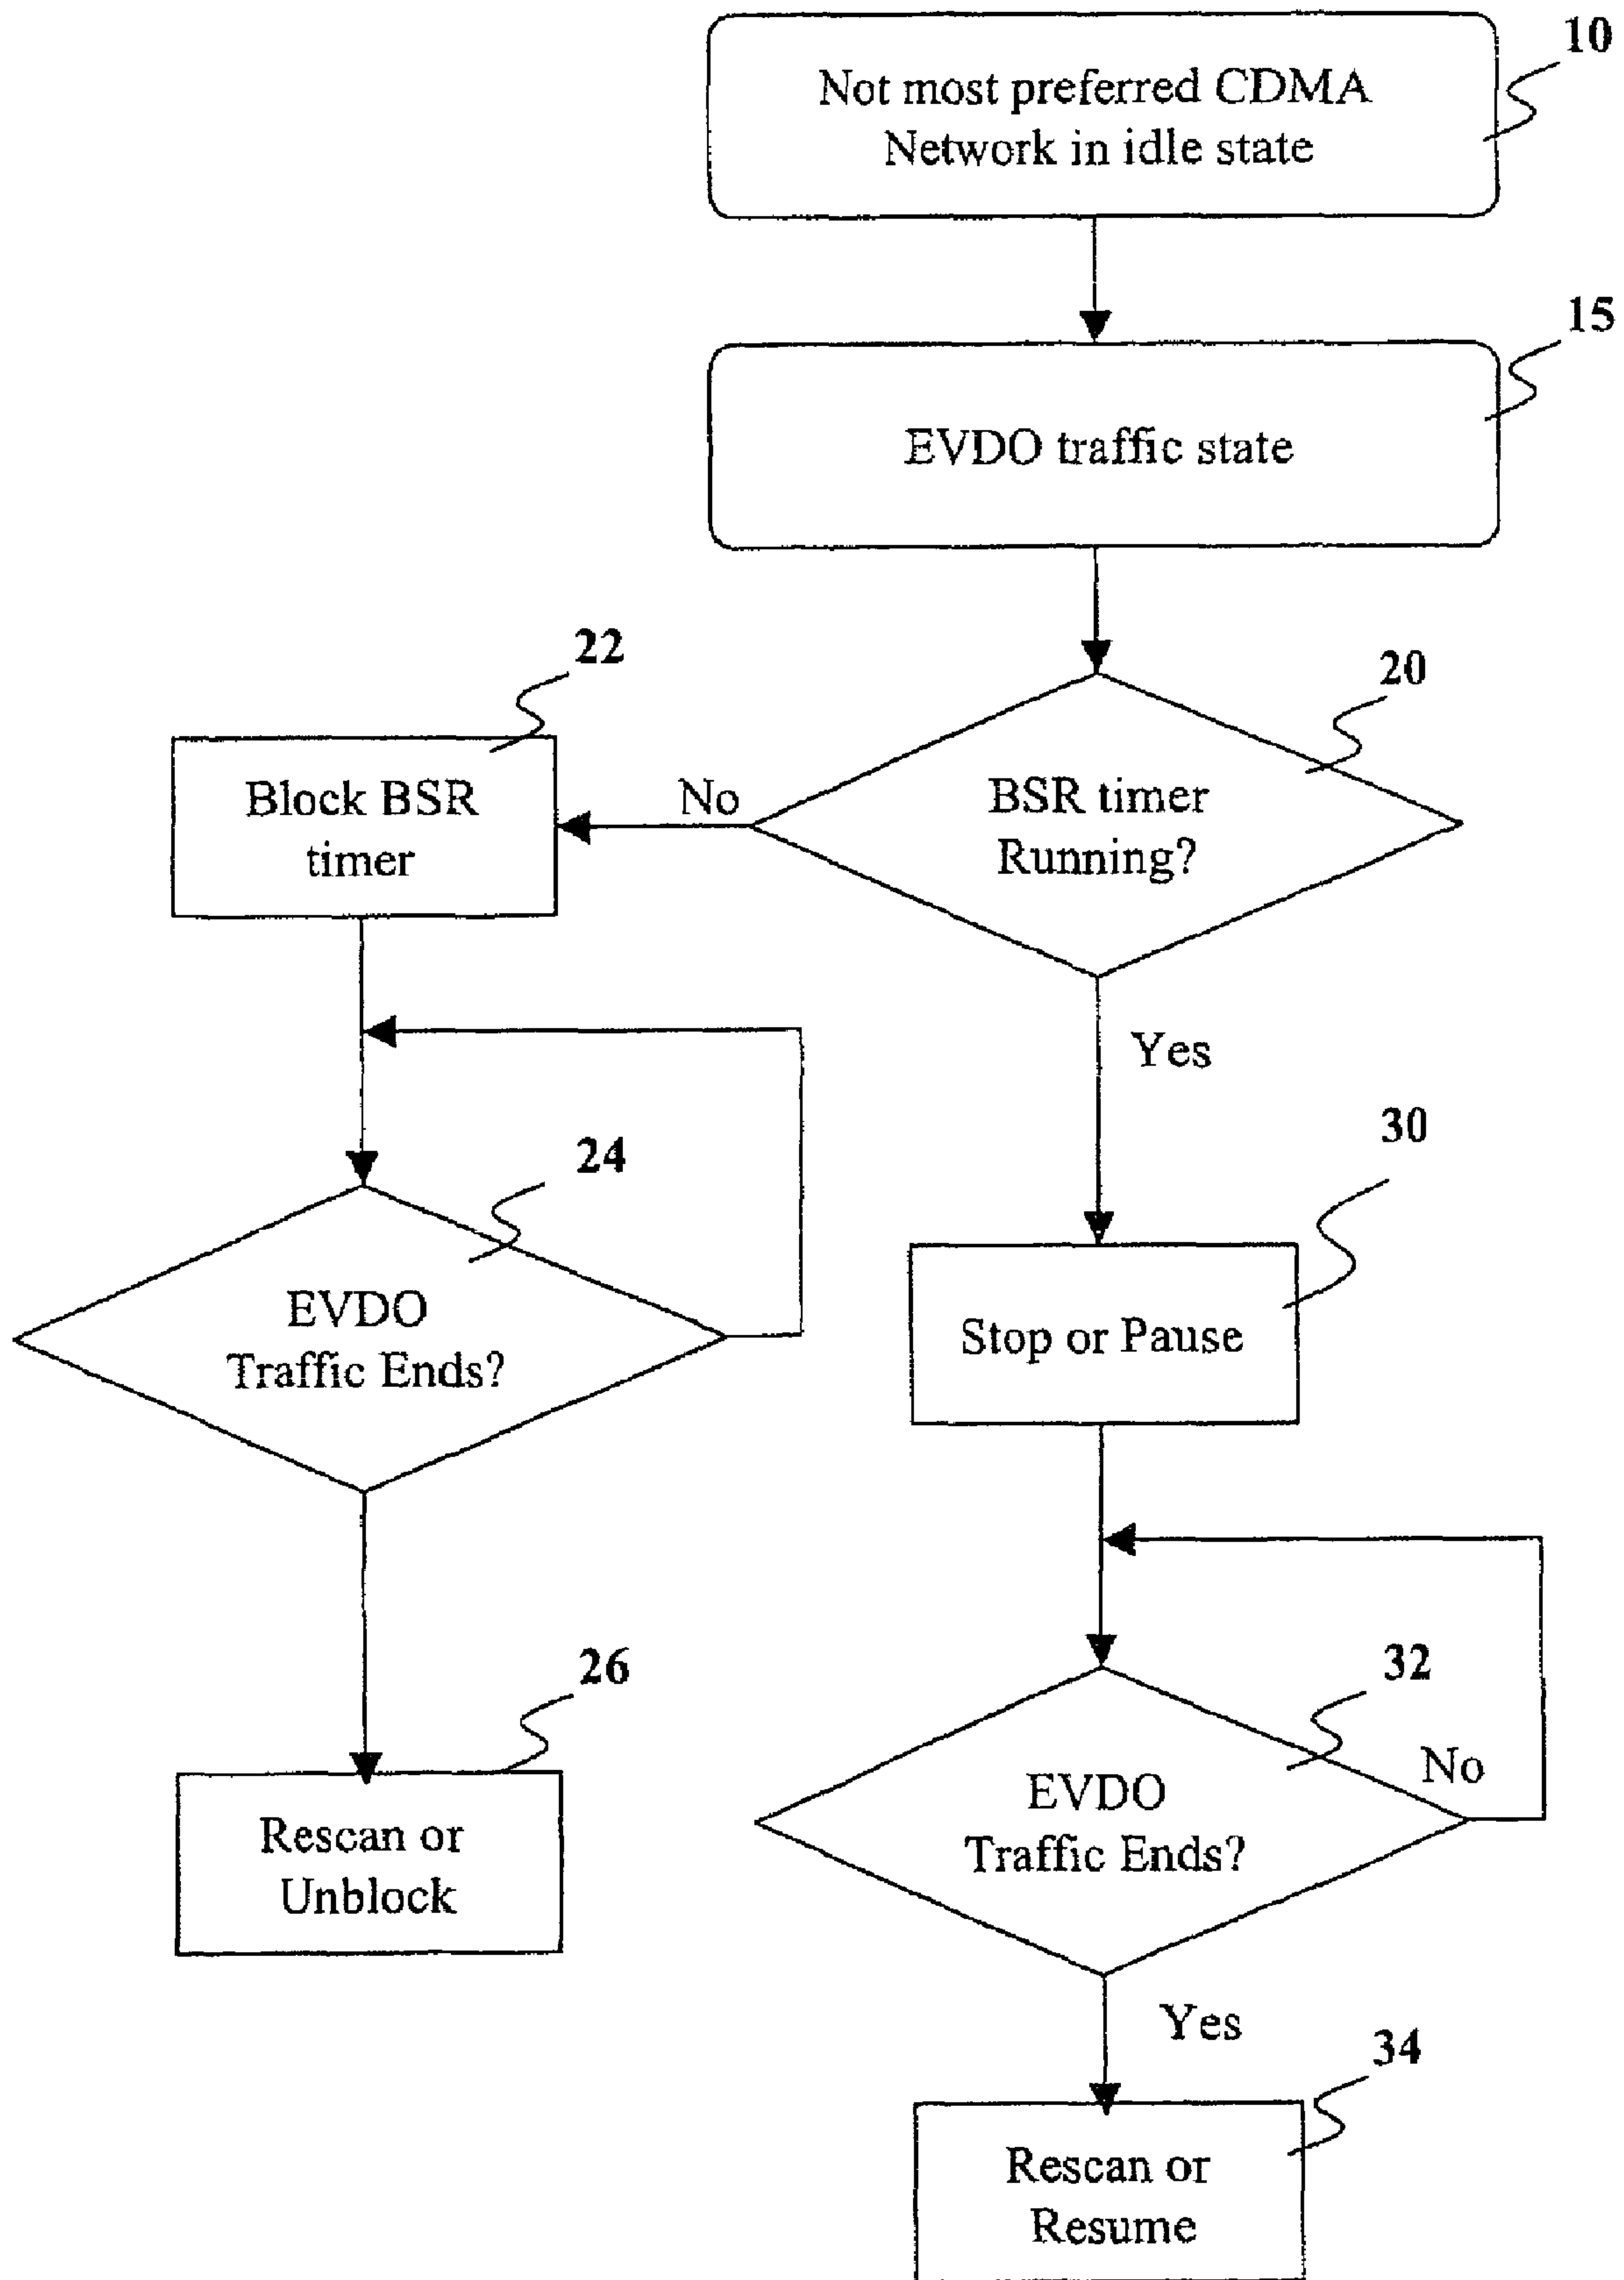 10
Not most preferred CDMA
Network in idle state
15
EVDO traffic state
22
20
Block BSR
timer
No
BSR timer
Running?
Yes
30
24
EVDO
Traffic Ends?
Stop or Pause
26
32
Rescan or
Unblock
No
EVDO
Traffic Ends?
Yes
34
Rescan or
Resume